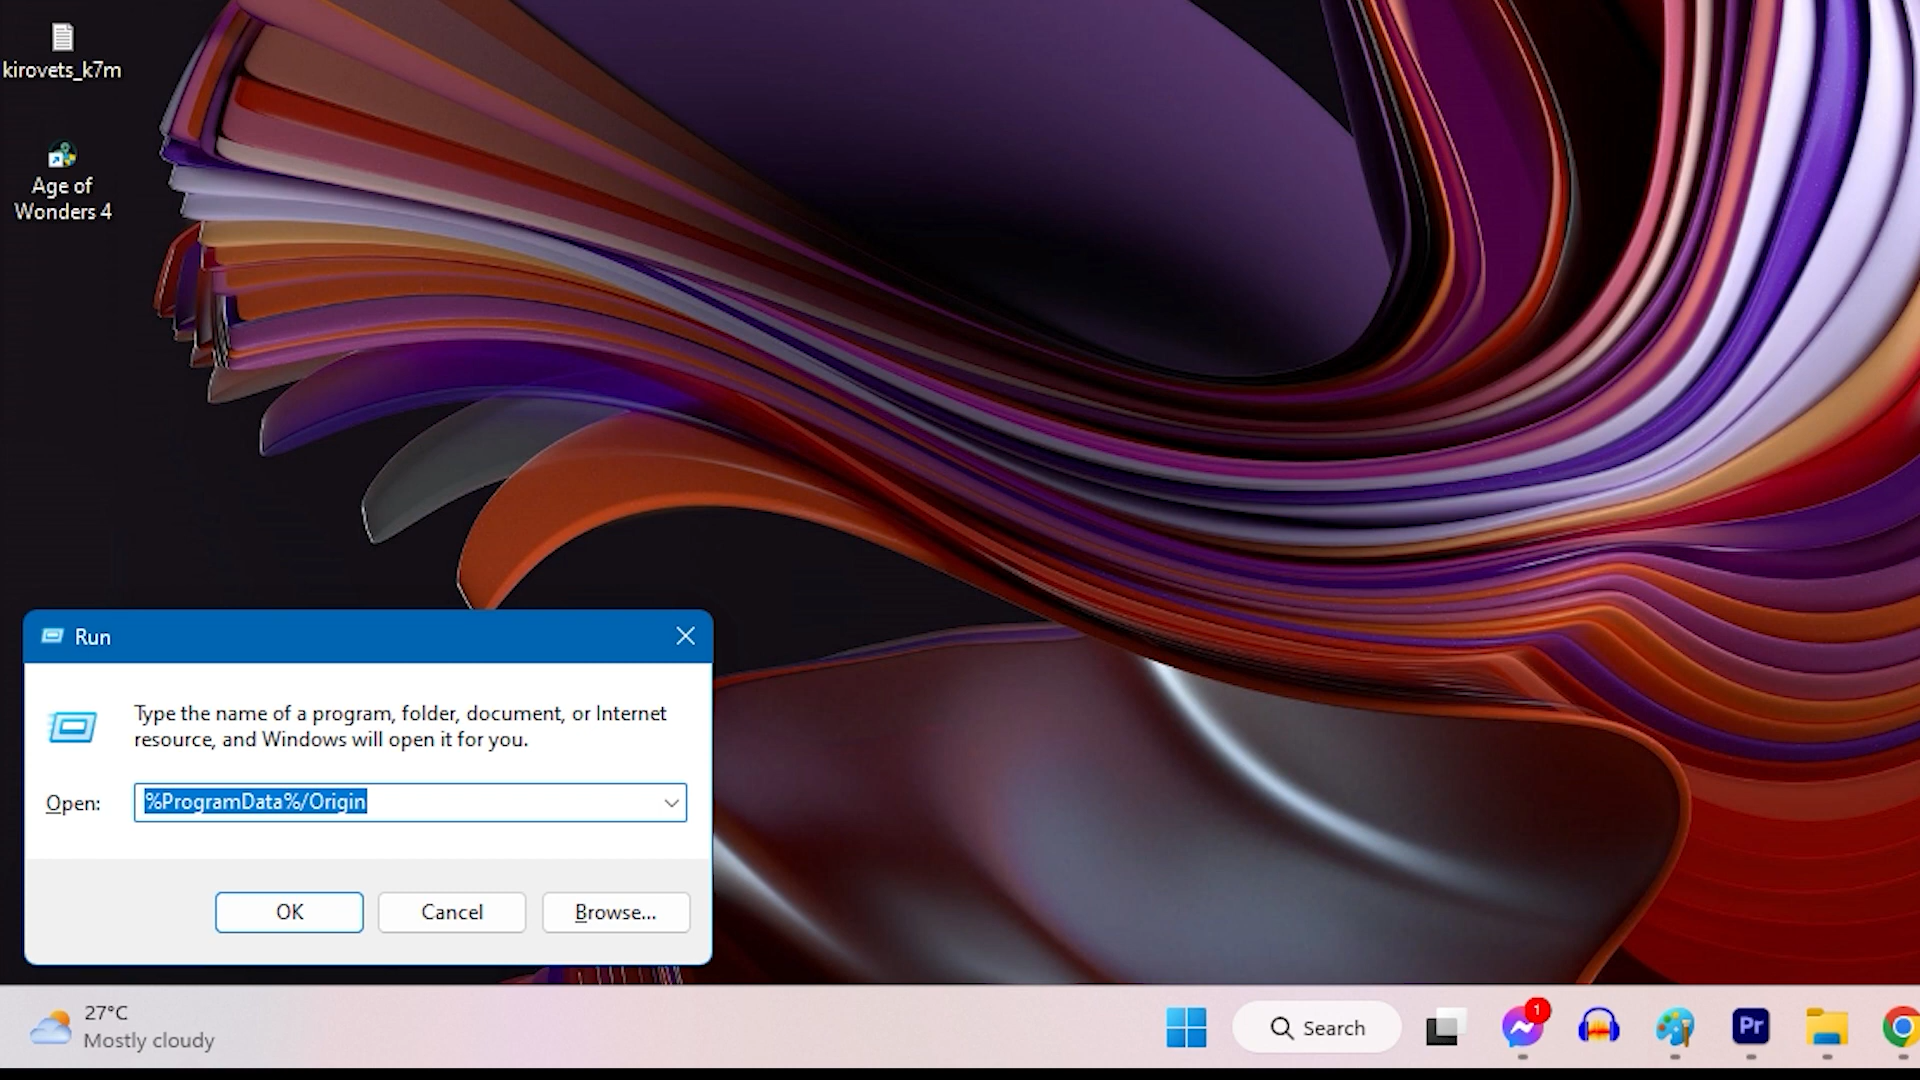 kirovets_k7m
Age of
Wonders 4
Run
Type the name of a program, folder, document, or Internet
resource, and Windows will open it for you.
Open:
%ProgramData%/Origin
OK
Cancel
Browse...
27°C
Mostly cloudy
Search
1
Pr